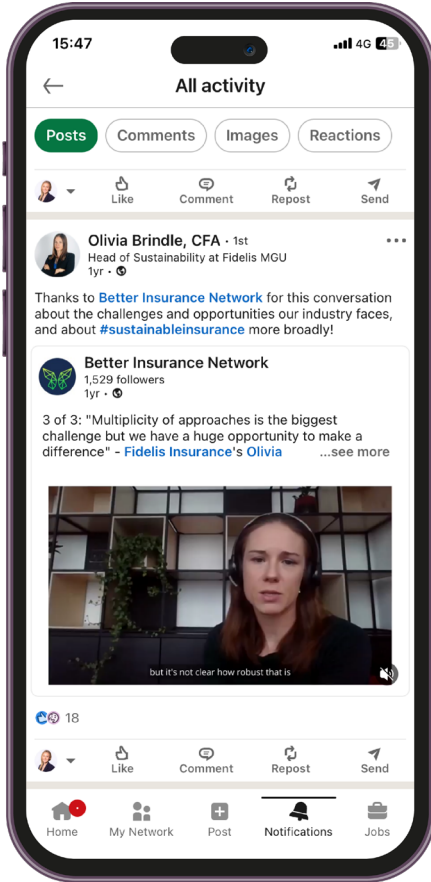 15:47
4G 45
All activity
Posts
Comments
Images
Reactions
Like
Comment
Repost
Send
Olivia Brindle, CFA · 1st
Head of Sustainability at Fidelis MGU
1yr ·
Thanks to Better Insurance Network for this conversation
about the challenges and opportunities our industry faces,
and about #sustainableinsurance more broadly!
Better Insurance Network
1,529 followers
1yr ·
3 of 3: "Multiplicity of approaches is the biggest
challenge but we have a huge opportunity to make a
difference" - Fidelis Insurance's Olivia ...see more
but it's not clear how robust that is
18
Like
Comment
Repost
Send
Home
My Network
Post
Notifications
Jobs